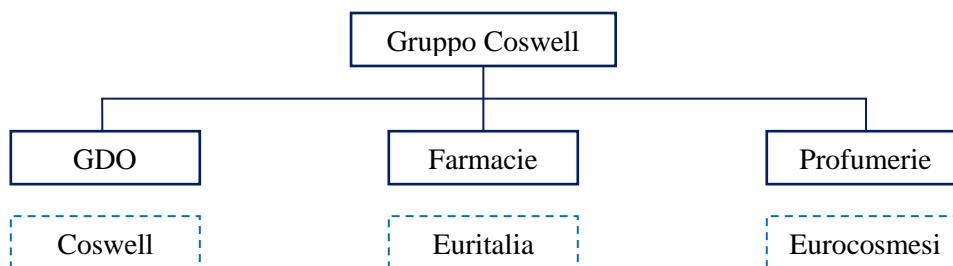 Gruppo Coswell
GDO
Farmacie
Profumerie
Coswell
Euritalia
Eurocosmesi